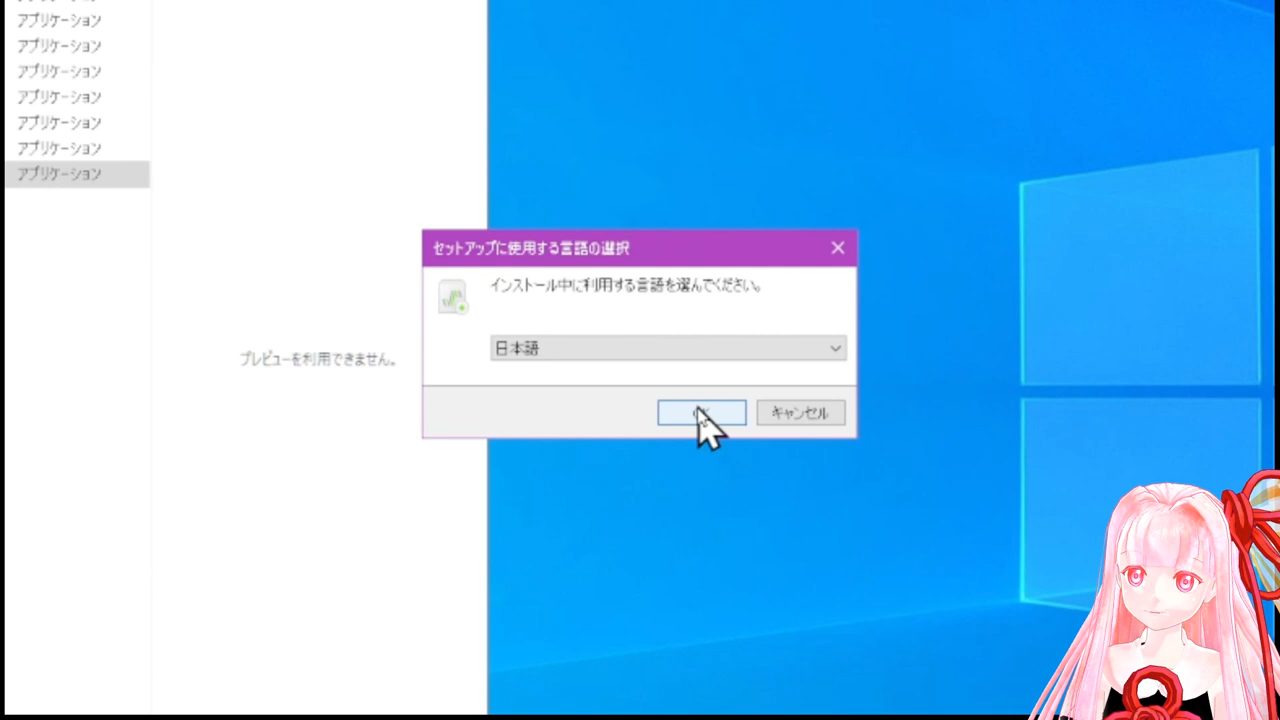 アプリケーション
アプリケーション
アプリケーション
アプリケーション
アプリケーション
アプリケーション
アプリケーション
プレビューを利用できません。
セットアップに使用する言語の選択
インストール中に利用する言語を選んでください。
日本語
キャンセル